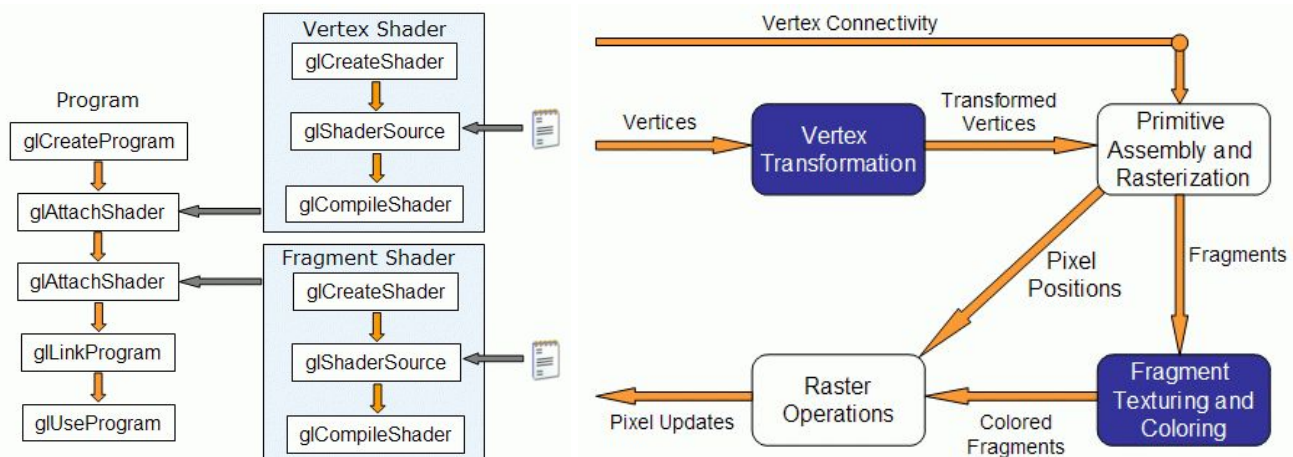 Program
glCreateProgram
glAttachShader
glAttachShader
glLinkProgram
glUseProgram
Vertex Shader
glCreateShader
glShaderSource
glCompileShader
Fragment Shader
glCreateShader
glShaderSource
glCompileShader
Vertex Connectivity
Vertices
Vertex
Transformation
Transformed
Vertices
Primitive
Assembly and
Rasterization
Pixel
Positions
Fragments
Fragment
Texturing and
Coloring
Colored
Fragments
Raster
Operations
Pixel Updates